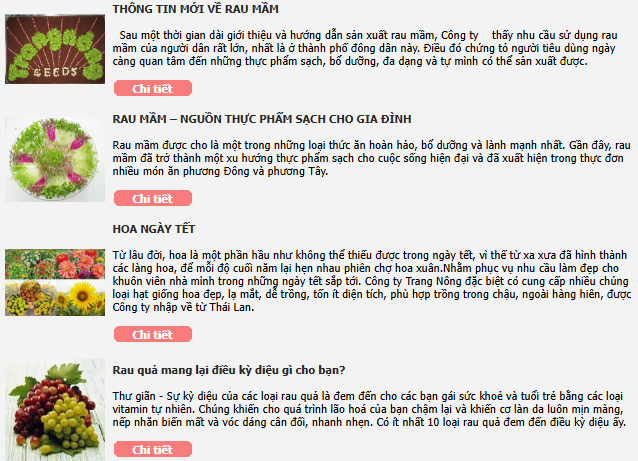 THÔNG TIN MỚI VỀ RAU MẦM
Sau một thời gian dài giới thiệu và hướng dẫn sản xuất rau mầm, Công ty thấy nhu cầu sử dụng rau
mầm của người dân rất lớn, nhất là ở thành phố đông dân này. Điều đó chứng tỏ người tiêu dùng ngày
càng quan tâm đến những thực phẩm sạch, bổ dưỡng, đa dạng và tự mình có thể sản xuất được.
SEEDS
Chi tiết
RAU MẦM – NGUỒN THỰC PHẨM SẠCH CHO GIA ĐÌNH
Rau mầm được cho là một trong những loại thức ăn hoàn hảo, bổ dưỡng và lành mạnh nhất. Gần đây, rau
mầm đã trở thành một xu hướng thực phẩm sạch cho cuộc sống hiện đại và đã xuất hiện trong thực đơn
nhiều món ăn phương Đông và phương Tây.
Chi tiết
HOA NGÀY TẾT
Từ lâu đời, hoa là một phần hầu như không thể thiếu được trong ngày tết, vì thế từ xa xưa đã hình thành
các làng hoa, để mỗi độ cuối năm lại hẹn nhau phiên chợ hoa xuân.Nhằm phục vụ nhu cầu làm đẹp cho
khuôn viên nhà mình trong những ngày tết sắp tới. Công ty Trang Nông đặc biệt có cung cấp nhiều chủng
loại hạt giống hoa đẹp, lạ mắt, dễ trồng, tốn ít diện tích, phù hợp trồng trong chậu, ngoài hàng hiên, được
Công ty nhập về từ Thái Lan.
Chi tiết
Rau quả mang lại điều kỳ diệu gì cho bạn?
Thư giãn - Sự kỳ diệu của các loại rau quả là đem đến cho các bạn gái sức khoẻ và tuổi trẻ bằng các loại
vitamin tự nhiên. Chúng khiến cho quá trình lão hoá của bạn chậm lại và khiến cơ làn da luôn mịn màng,
nếp nhăn biến mất và vóc dáng cân đối, nhanh nhẹn. Có ít nhất 10 loại rau quả đem đến điều kỳ diệu ấy.
Chi tiết